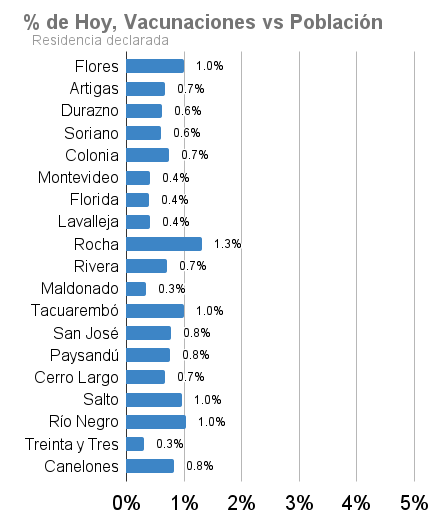 % de Hoy, Vacunaciones vs Población
Residencia declarada
Flores 1.0%
Artigas 0.7%
Durazno 0.6%
Soriano 0.6%
Colonia 0.7%
Montevideo 0.4%
Florida 0.4%
Lavalleja 0.4%
Rocha 1.3%
Rivera 0.7%
Maldonado 0.3%
Tacuarembó 1.0%
San José 0.8%
Paysandú 0.8%
Cerro Largo 0.7%
Salto 1.0%
Río Negro 1.0%
Treinta y Tres 0.3%
Canelones 0.8%
0% 1% 2% 3% 4% 5%